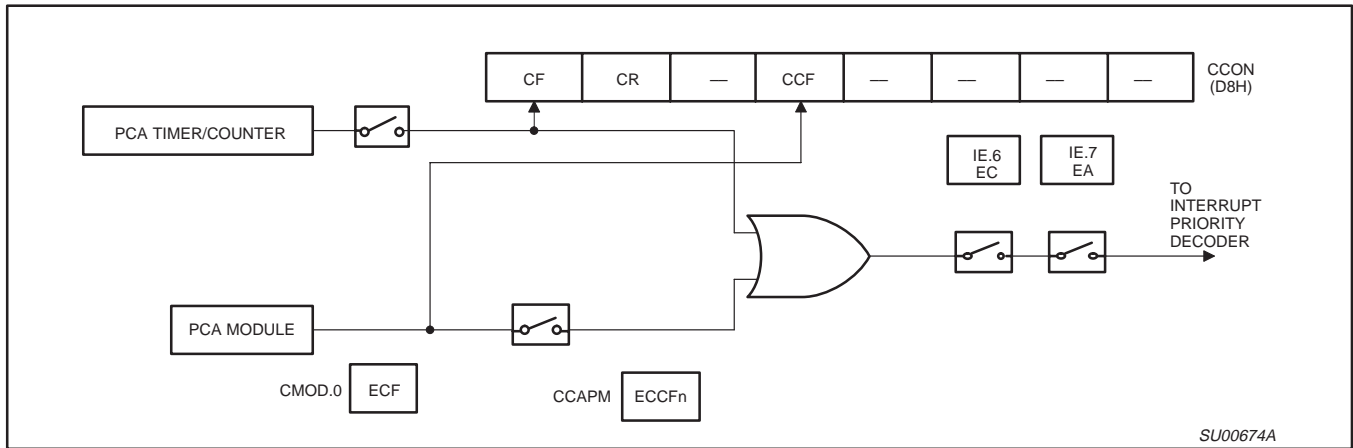 CF CR — CCF — — — —
CCON
(D8H)
PCA TIMER/COUNTER
IE.6
EC
IE.7
EA
TO
INTERRUPT
PRIORITY
DECODER
PCA MODULE
CMOD.0 ECF
CCAPM ECCFn
SU00674A